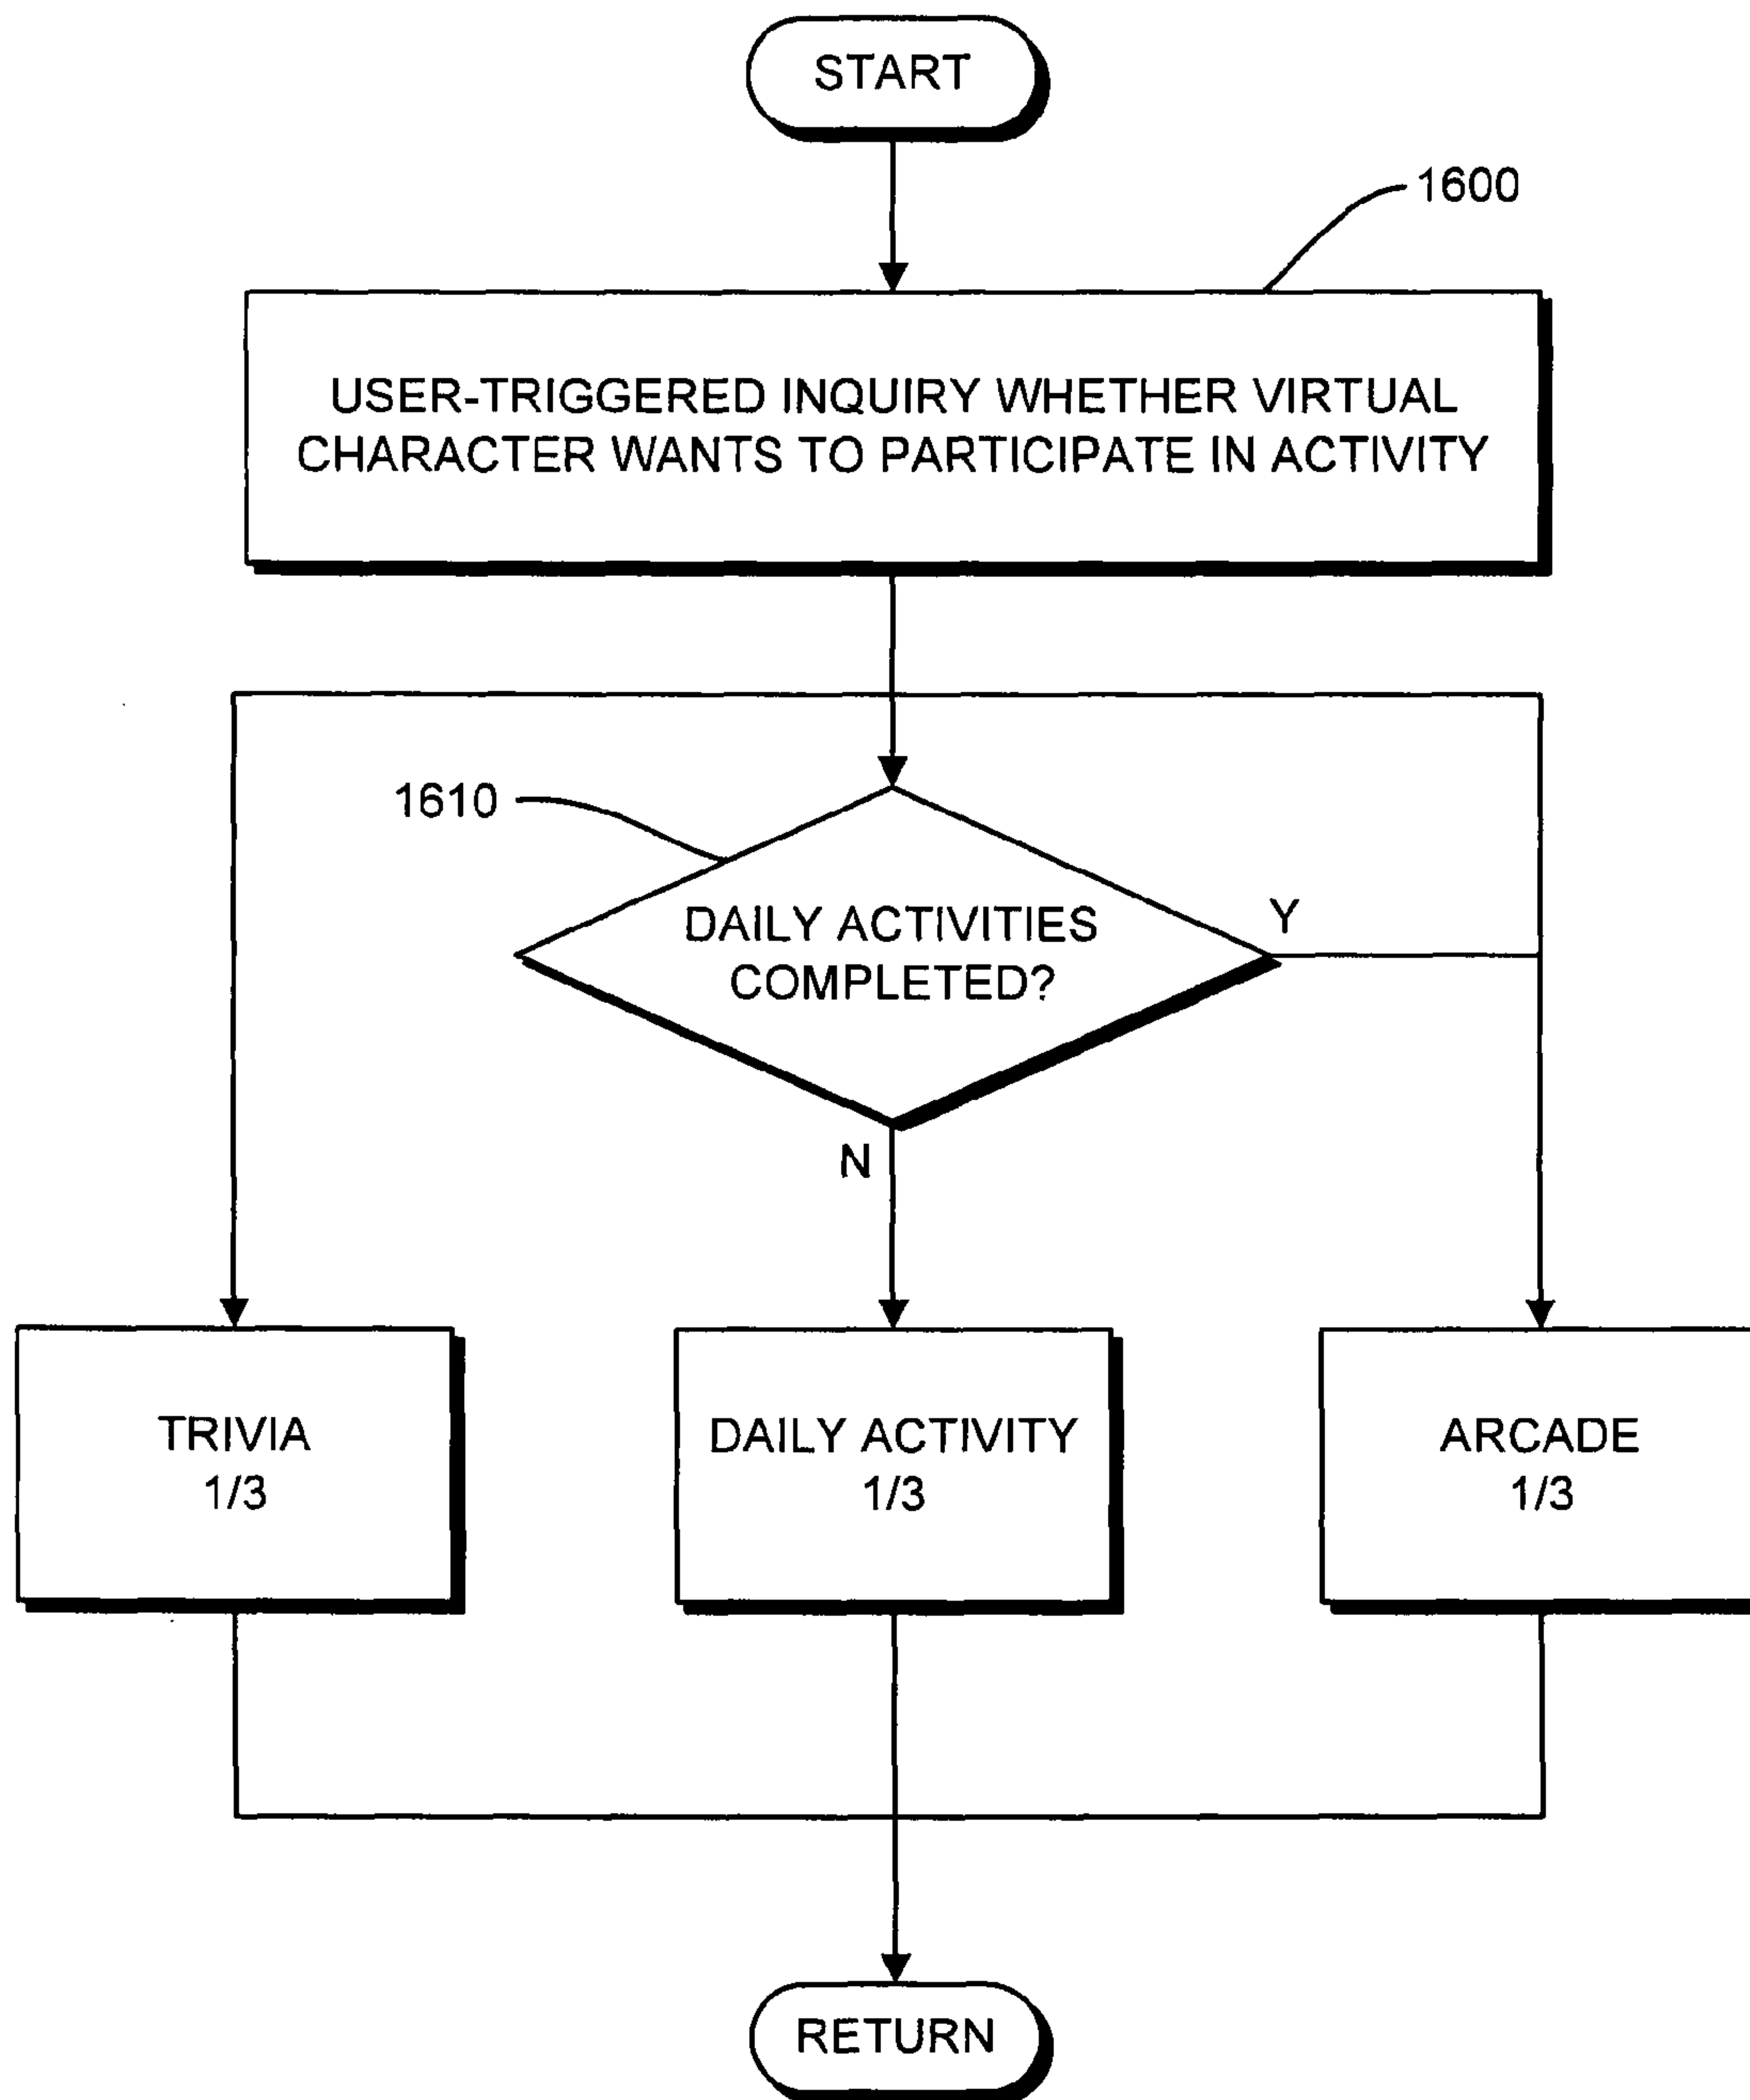 START
1600
USER-TRIGGERED INQUIRY WHETHER VIRTUAL
CHARACTER WANTS TO PARTICIPATE IN ACTIVITY
1610
DAILY ACTIVITIES
COMPLETED?
Y
N
TRIVIA
1/3
DAILY ACTIVITY
1/3
ARCADE
1/3
RETURN